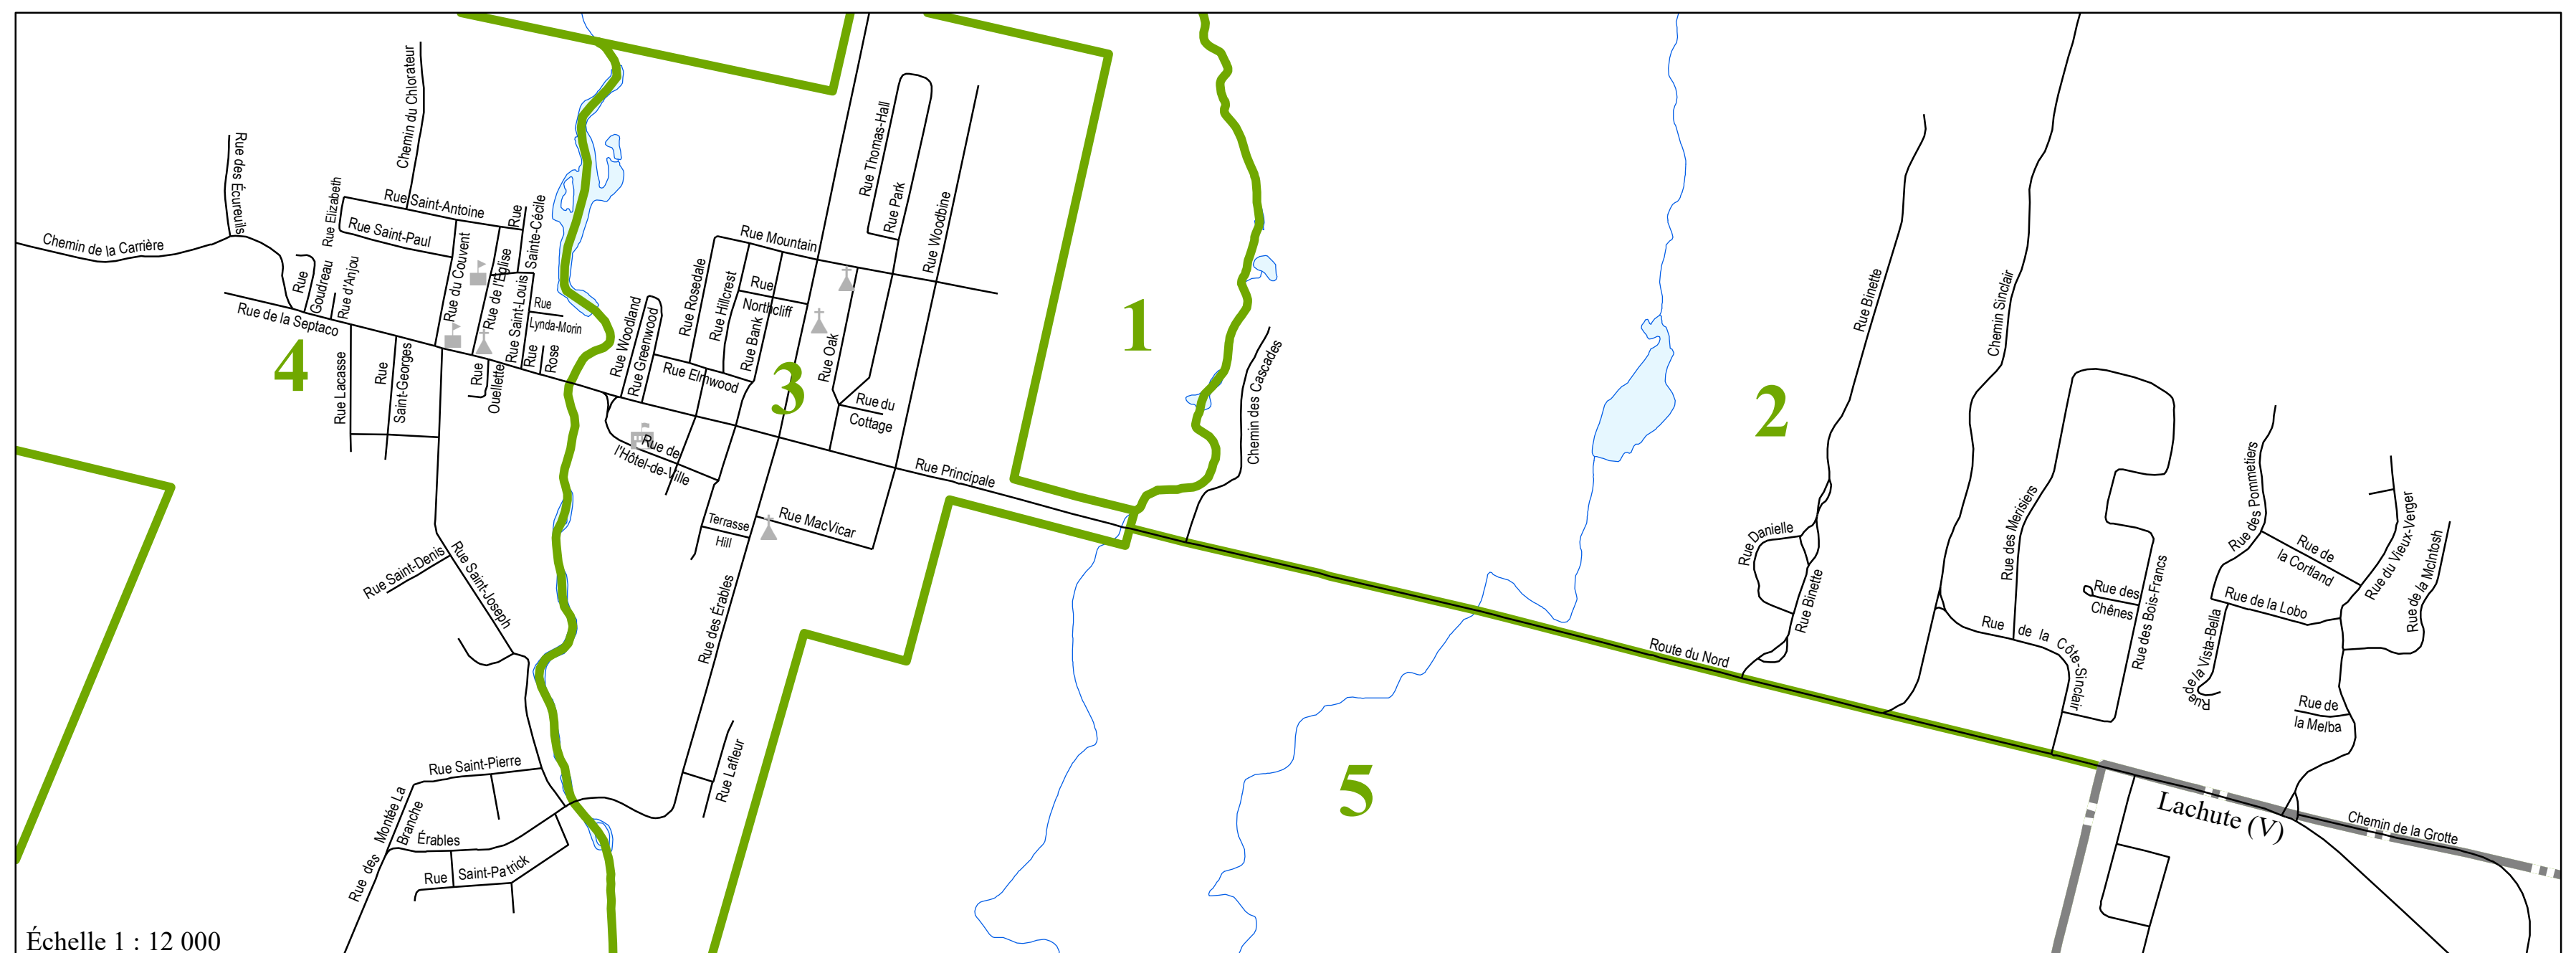 Chemin du Chlorateur
Rue des Écureuils
Chemin de la Carrière
Rue Elizabeth
Rue Saint-Antoine
Rue Saint-Paul
Rue
Goudreau
Rue d'Anjou
Rue du Couvent
Rue de l'Église
Rue
Sainte-Cécile
Rue Saint-Louis
Rue
Lynda-Morin
Rue de la Septaco
4
Rue Lacasse
Rue
Saint-Georges
Rue
Ouellette
Rue
Rose
Rue Woodland
Rue Greenwood
Rue Rosedale
Rue Hillcrest
Rue Mountain
Rue
Northcliff
Rue Bank
Rue Elmwood
3
Rue Oak
Rue Thomas-Hall
Rue Park
Rue Woodbine
Rue du
Cottage
Rue de
l'Hôtel-de-Ville
Rue Principale
Terrasse
Hill
Rue MacVicar
Rue des Érables
Rue Lafleur
Rue Saint-Denis
Rue Saint-Joseph
Rue Saint-Pierre
Montée La
Branche
Rue des
Érables
Rue Saint-Patrick
1
Chemin des Cascades
2
Rue Binette
Chemin Sinclair
Rue Danielle
Rue Binette
Route du Nord
5
Rue des Merisiers
Rue de la Côte-Sinclair
Rue des
Chênes
Rue des Bois-Francs
Rue des Pommetiers
Rue de
la Cortland
Rue du Vieux-Verger
Rue de la McIntosh
Rue de la Lobo
Rue de la Vista-Bella
Rue de
la Melba
Lachute (V)
Chemin de la Grotte
Échelle 1 : 12 000